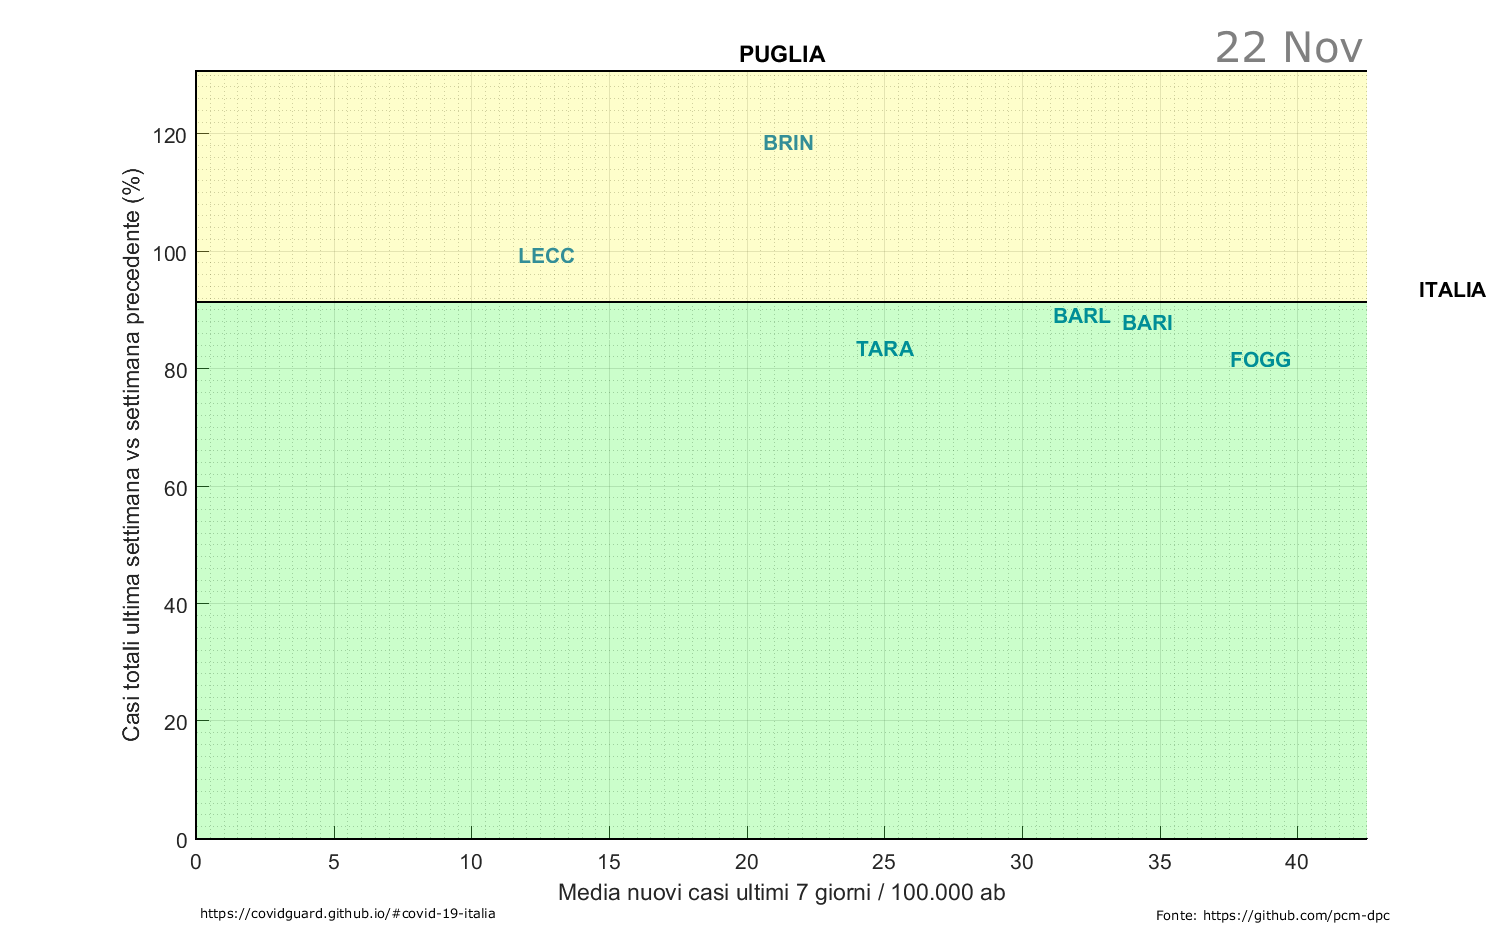 PUGLIA
22 Nov
120
BRIN
100
LECC
ITALIA
BARL
BARI
TARA
FOGG
80
60
40
20
0
Casi totali ultima settimana vs settimana precedente (%)
0 5 10 15 20 25 30 35 40
Media nuovi casi ultimi 7 giorni / 100.000 ab
https://covidguard.github.io/#covid-19-italia
Fonte: https://github.com/pcm-dpc